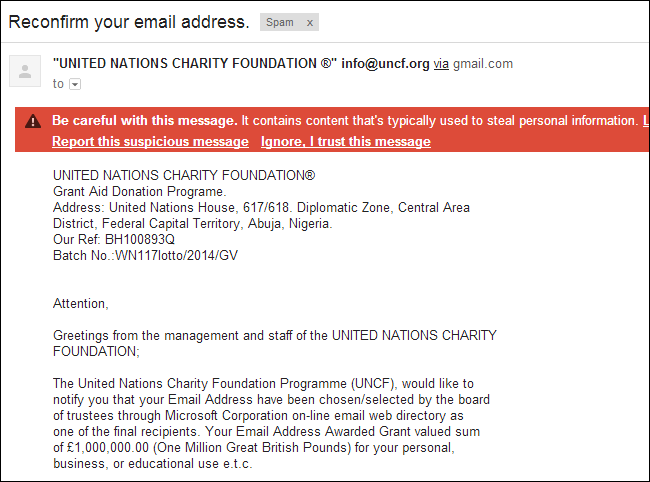 Reconfirm your email address. Spam x
"UNITED NATIONS CHARITY FOUNDATION ®" info@uncf.org via gmail.com
to
Be careful with this message. It contains content that's typically used to steal personal information. L
Report this suspicious message Ignore, I trust this message
UNITED NATIONS CHARITY FOUNDATION®
Grant Aid Donation Programe.
Address: United Nations House, 617/618. Diplomatic Zone, Central Area
District, Federal Capital Territory, Abuja, Nigeria.
Our Ref: BH100893Q
Batch No.:WN117lotto/2014/GV
Attention,
Greetings from the management and staff of the UNITED NATIONS CHARITY
FOUNDATION;
The United Nations Charity Foundation Programme (UNCF), would like to
notify you that your Email Address have been chosen/selected by the board
of trustees through Microsoft Corporation on-line email web directory as
one of the final recipients. Your Email Address Awarded Grant valued sum
of £1,000,000.00 (One Million Great British Pounds) for your personal,
business, or educational use e.t.c.